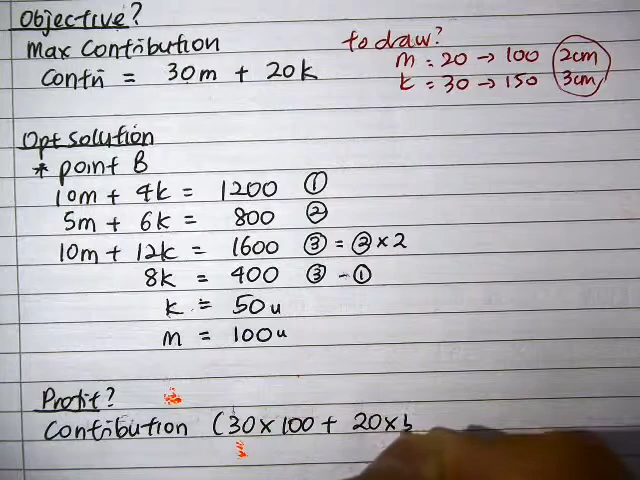 Objective?
Max Contribution
Contn = 30m + 20k
to draw?
m = 20 → 100 2cm
k = 30 → 150 3cm
Opt solution
* point B
10m + 4k = 1200 ①
5m + 6k = 800 ②
10m + 12k = 1600 ③ = ② × 2
8k = 400 ③ - ①
k = 50u
m = 100u
Profit?
Contribution (30 × 100 + 20 ×